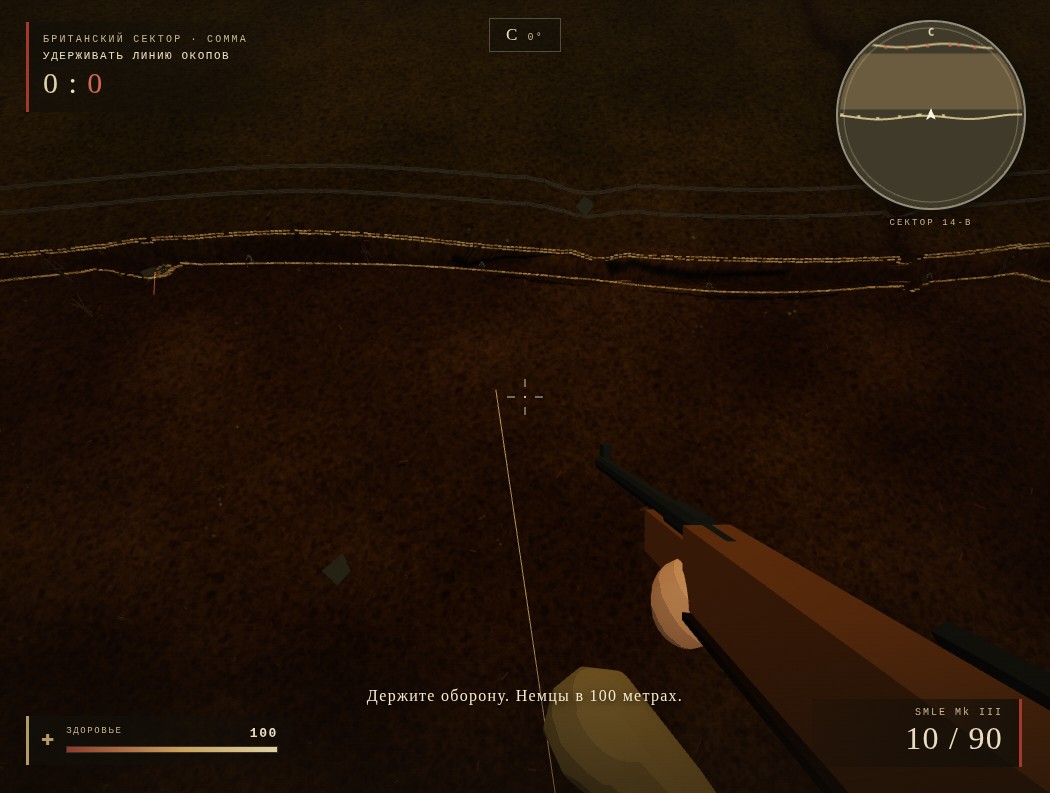 БРИТАНСКИЙ СЕКТОР · СОММА
УДЕРЖИВАТЬ ЛИНИЮ ОКОПОВ
0 : 0
С 0°
С
СЕКТОР 14-В
Держите оборону. Немцы в 100 метрах.
ЗДОРОВЬЕ 100
SMLE Mk III
10 / 90